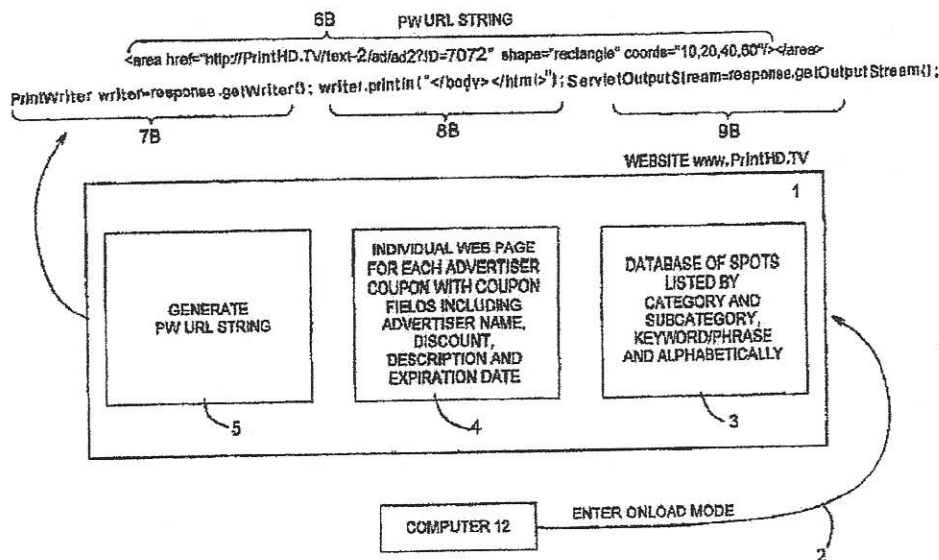 6B PW URL STRING
<area href="http://PrintHD.TV/text-2/ad/ad2?ID=7072" shape="rectangle" coords="10,20,40,60"/></area>
PrintWriter writer=response.getWriter(); writer.println("</body></html>"); ServletOutputStream=response.getOutputStream();
7B 8B 9B
WEBSITE www.PrintHD.TV
1
GENERATE
PW URL STRING
5
INDIVIDUAL WEB PAGE
FOR EACH ADVERTISER
COUPON WITH COUPON
FIELDS INCLUDING
ADVERTISER NAME,
DISCOUNT,
DESCRIPTION AND
EXPIRATION DATE
4
DATABASE OF SPOTS
LISTED BY
CATEGORY AND
SUBCATEGORY,
KEYWORD/PHRASE
AND ALPHABETICALLY
3
COMPUTER 12
ENTER ONLOAD MODE
2